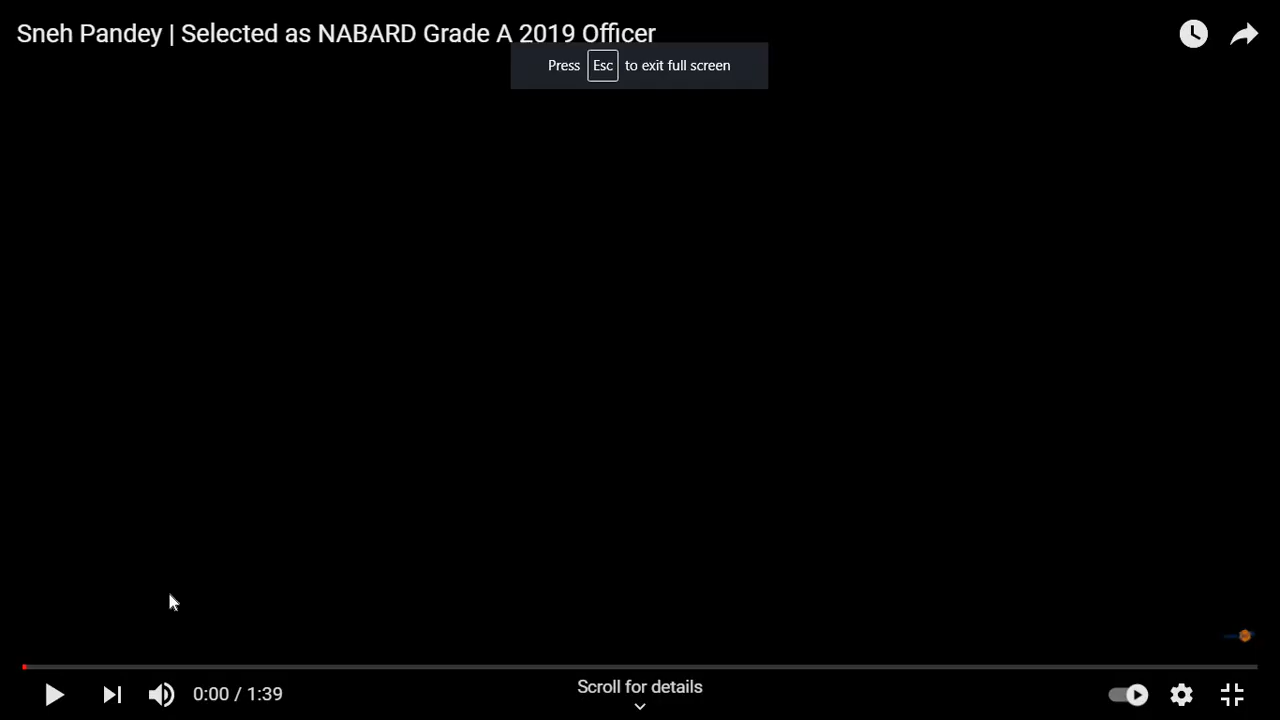 Sneh Pandey | Selected as NABARD Grade A 2019 Officer
Press Esc to exit full screen
Scroll for details
0:00 / 1:39